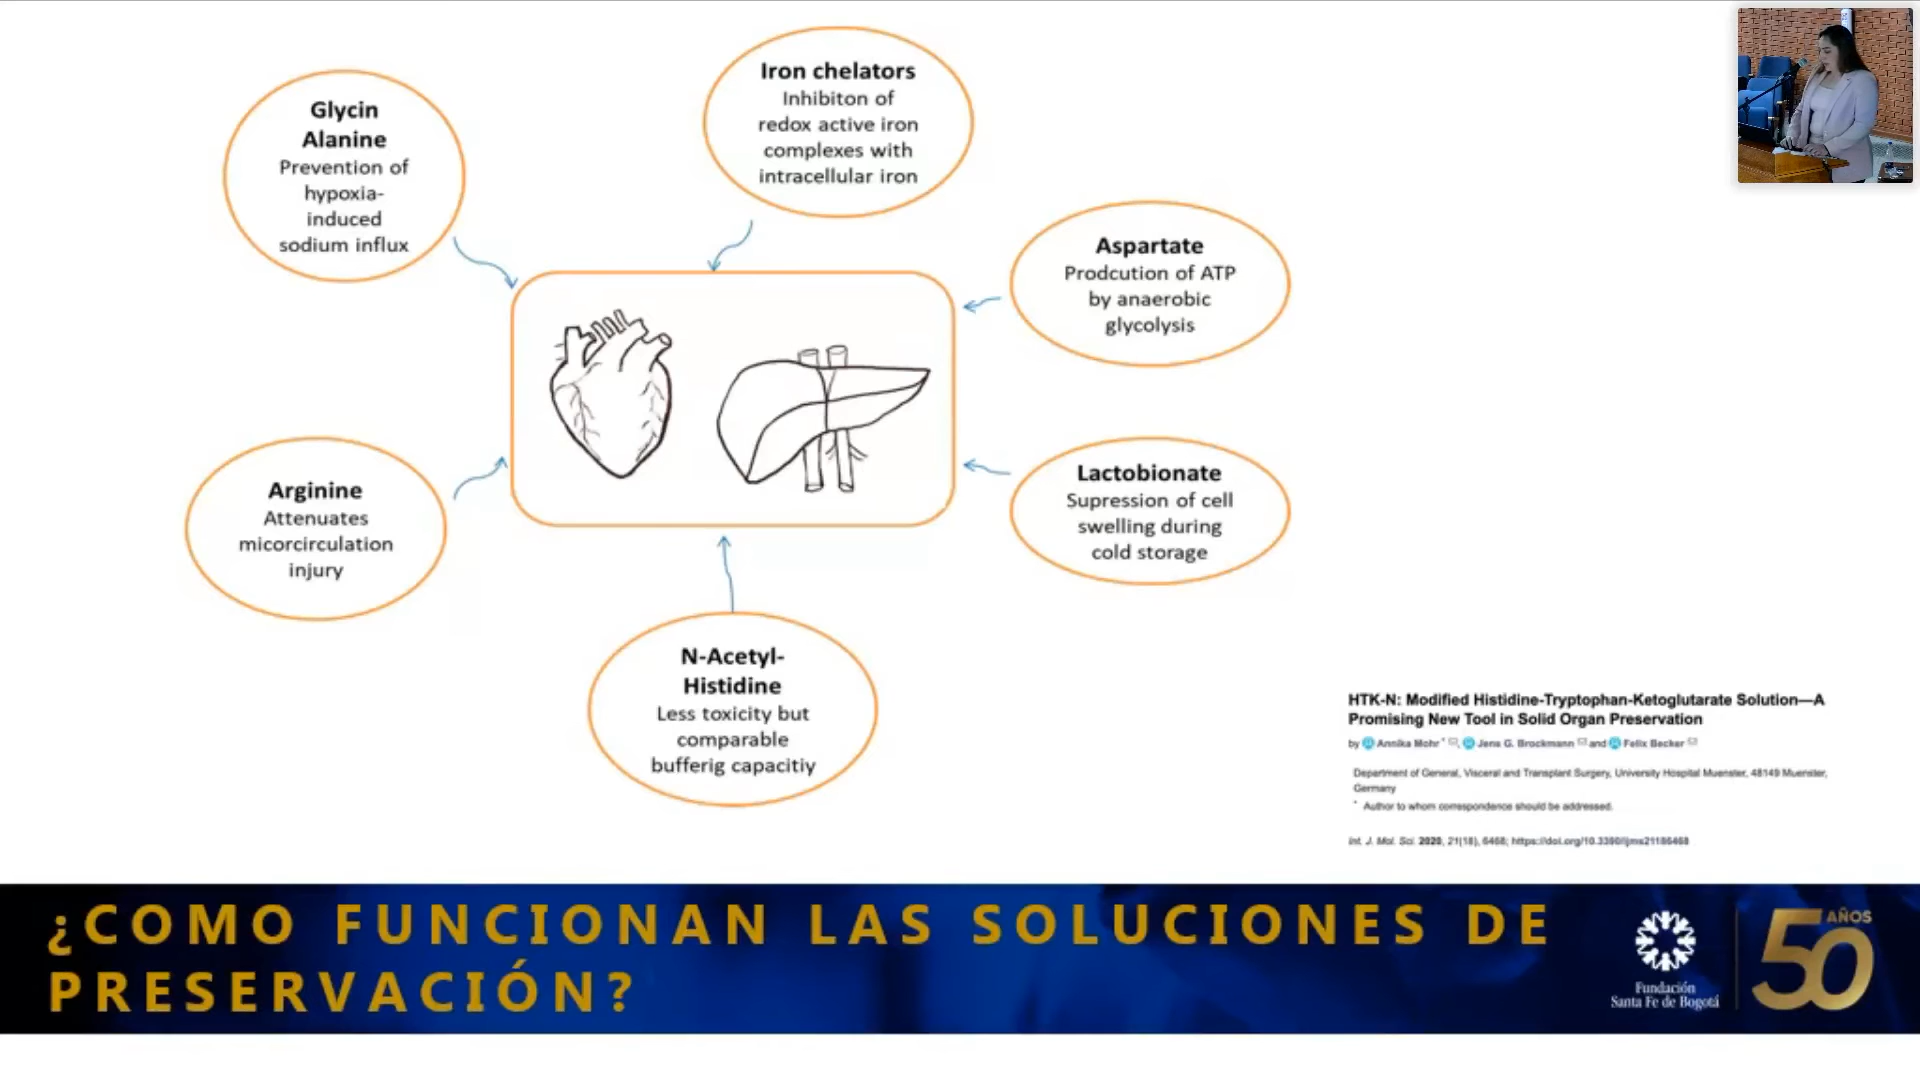 Glycin
Alanine
Prevention of
hypoxia-
induced
sodium influx
Iron chelators
Inhibiton of
redox active iron
complexes with
intracellular iron
Aspartate
Prodcution of ATP
by anaerobic
glycolysis
Arginine
Attenuates
micorcirculation
injury
Lactobionate
Supression of cell
swelling during
cold storage
N-Acetyl-
Histidine
Less toxicity but
comparable
bufferig capacitiy
HTK-N: Modified Histidine-Tryptophan-Ketoglutarate Solution—A
Promising New Tool in Solid Organ Preservation
by Annika Mohr *, Jens G. Brockmann and Felix Becker
Department of General, Visceral and Transplant Surgery, University Hospital Muenster, 48149 Muenster,
Germany
* Author to whom correspondence should be addressed.
Int. J. Mol. Sci. 2020, 21(18), 6468; https://doi.org/10.3390/ijms21186468
¿COMO FUNCIONAN LAS SOLUCIONES DE
PRESERVACIÓN?
Fundación
Santa Fe de Bogotá
50 AÑOS